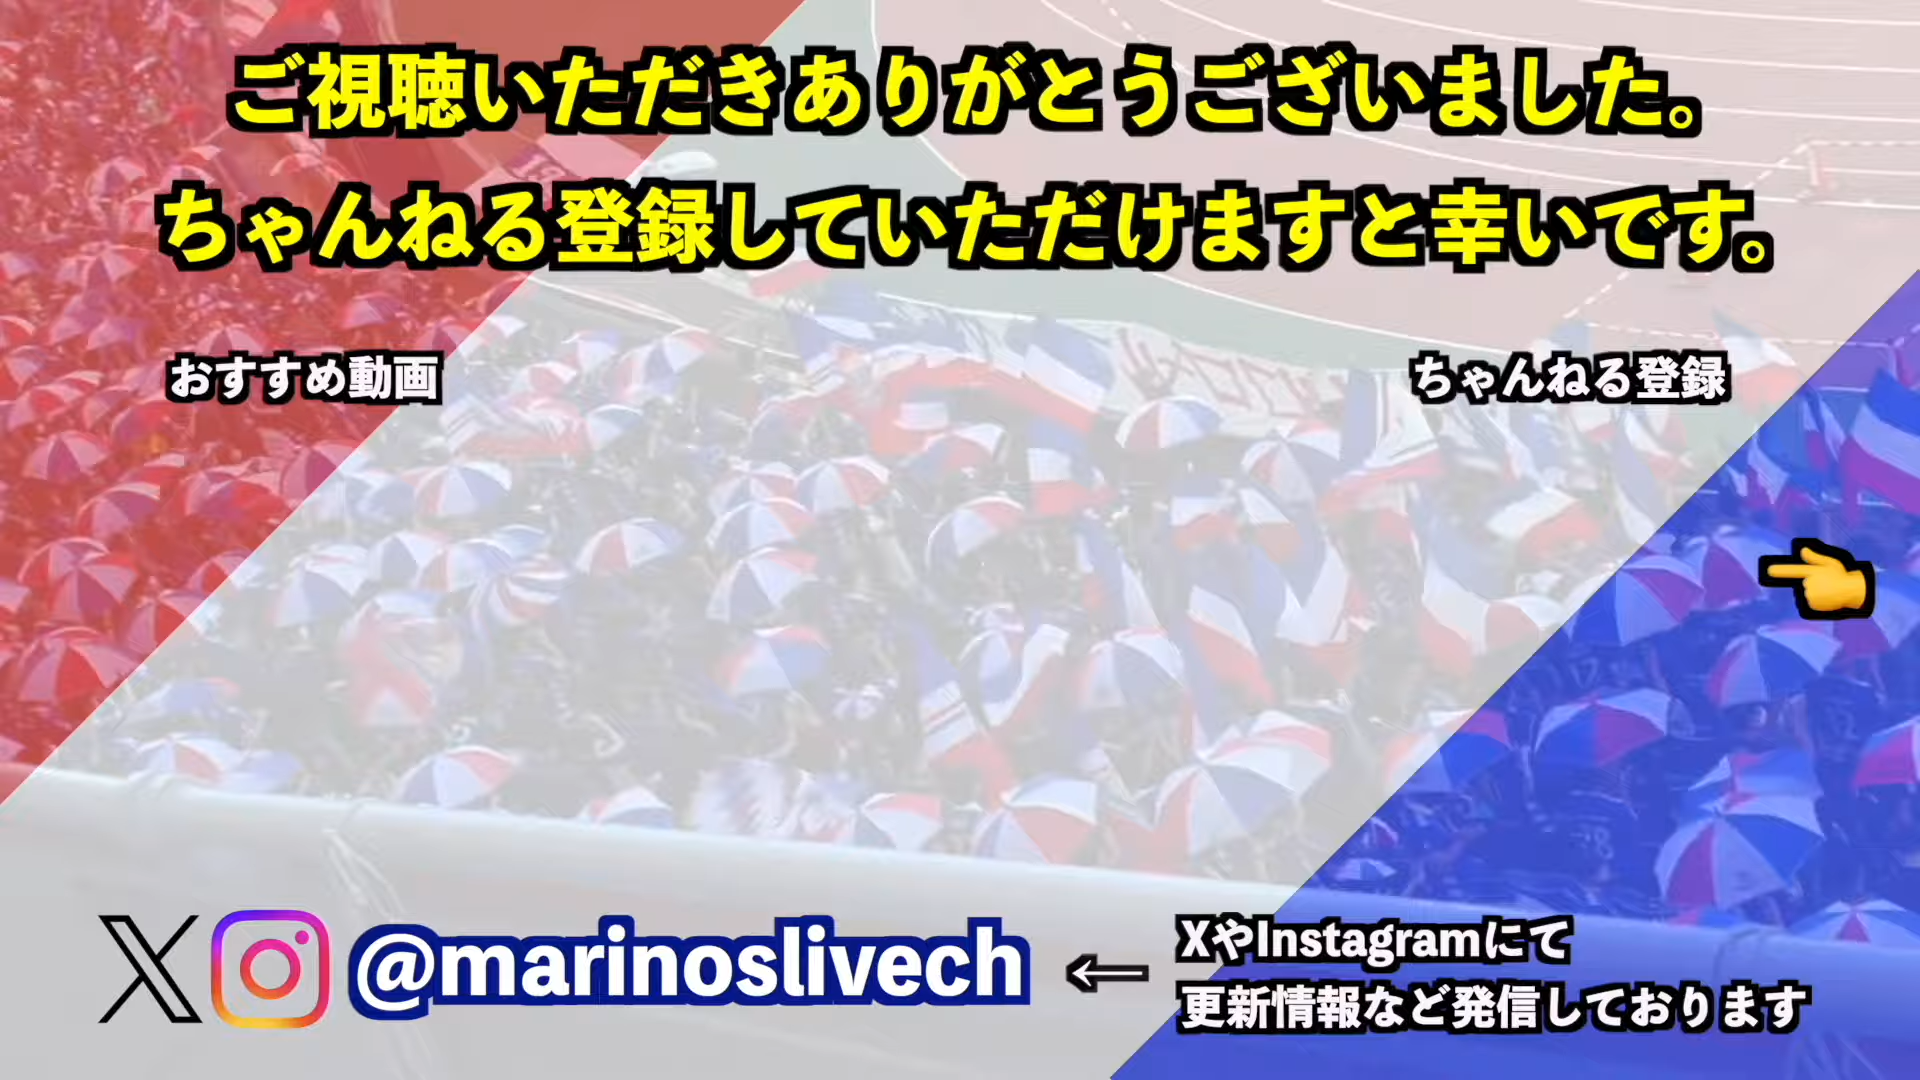 ご視聴いただきありがとうございました。
ちゃんねる登録していただけますと幸いです。
おすすめ動画
ちゃんねる登録
@marinoslivech
←
XやInstagramにて
更新情報など発信しております